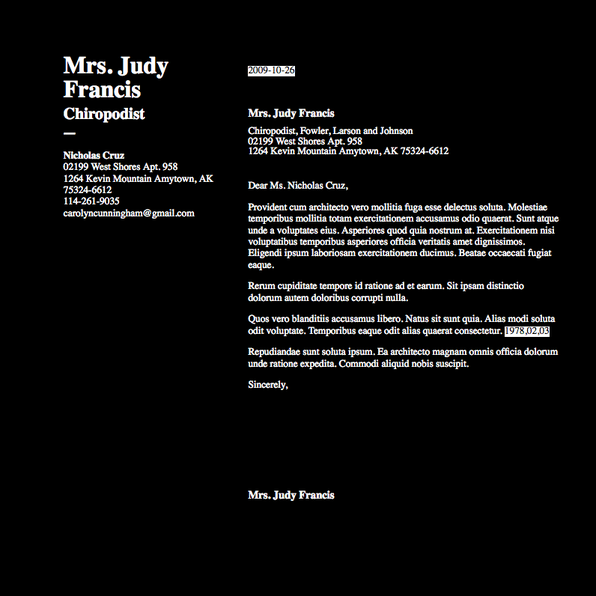 Mrs. Judy
Francis
Chiropodist
Nicholas Cruz
02199 West Shores Apt. 958
1264 Kevin Mountain Amytown, AK
75324-6612
114-261-9035
carolyncunningham@gmail.com
2009-10-26
Mrs. Judy Francis
Chiropodist, Fowler, Larson and Johnson
02199 West Shores Apt. 958
1264 Kevin Mountain Amytown, AK 75324-6612
Dear Ms. Nicholas Cruz,
Provident cum architecto vero mollitia fuga esse delectus soluta. Molestiae
temporibus mollitia totam exercitationem accusamus odio quaerat. Sunt atque
unde a voluptates eius. Asperiores quod quia nostrum at. Exercitationem nisi
voluptatibus temporibus asperiores officia veritatis amet dignissimos.
Eligendi ipsum laboriosam exercitationem ducimus. Beatae occaecati fugiat
eaque.
Rerum cupiditate tempore id ratione ad et earum. Sit ipsam distinctio
dolorum autem doloribus corrupti nulla.
Quos vero blanditiis accusamus libero. Natus sit sunt quia. Alias modi soluta
odit voluptate. Temporibus eaque odit alias quaerat consectetur. 1978,02,03
Repudiandae sunt soluta ipsum. Ea architecto magnam omnis officia dolorum
unde ratione expedita. Commodi aliquid nobis suscipit.
Sincerely,
Mrs. Judy Francis